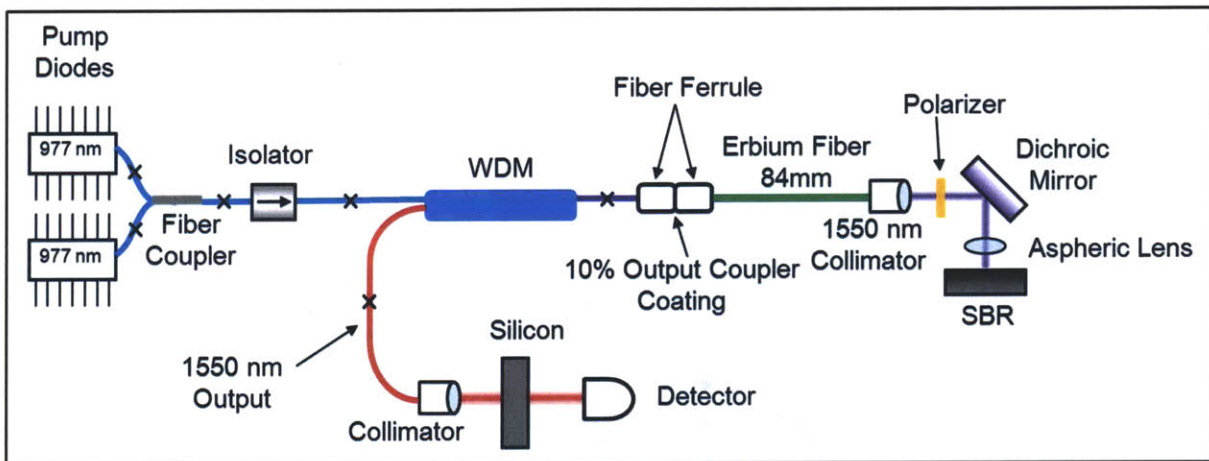 Pump
Diodes
977 nm
977 nm
Fiber
Coupler
Isolator
WDM
1550 nm
Output
Collimator
Silicon
Detector
Fiber Ferrule
10% Output Coupler
Coating
Erbium Fiber
84mm
1550 nm
Collimator
Polarizer
Dichroic
Mirror
Aspheric Lens
SBR